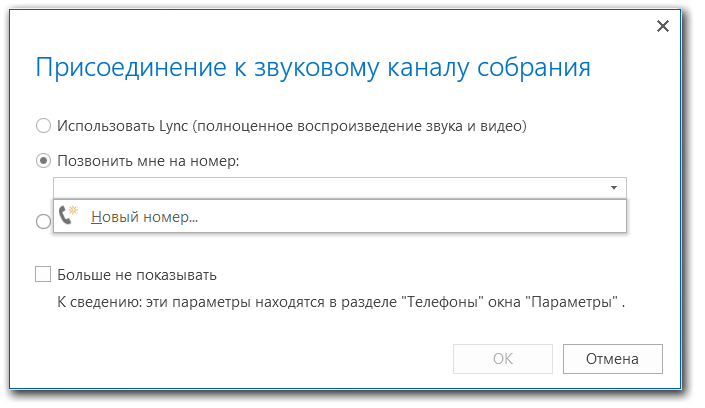 Присоединение к звуковому каналу собрания
Использовать Lync (полноценное воспроизведение звука и видео)
Позвонить мне на номер:
Новый номер...
Больше не показывать
К сведению: эти параметры находятся в разделе "Телефоны" окна "Параметры" .
ОК
Отмена